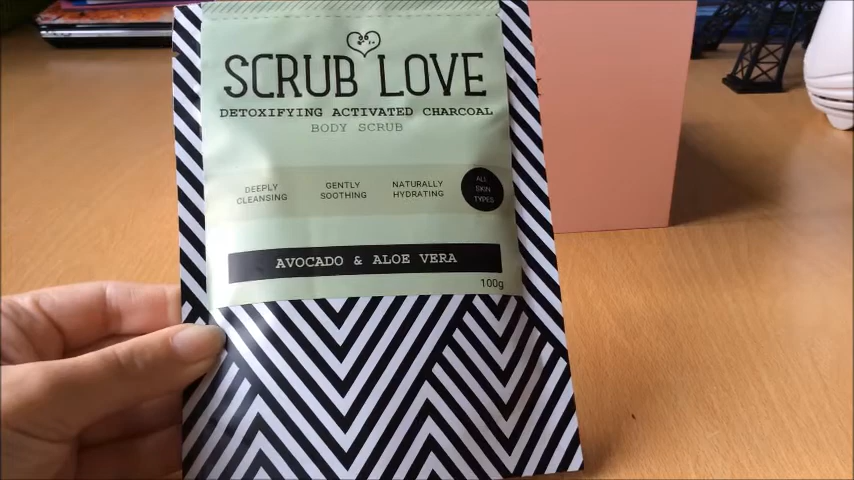 SCRUB LOVE
DETOXIFYING ACTIVATED CHARCOAL
BODY SCRUB
DEEPLY
CLEANSING
GENTLY
SOOTHING
NATURALLY
HYDRATING
ALL
SKIN
TYPES
AVOCADO & ALOE VERA
100g